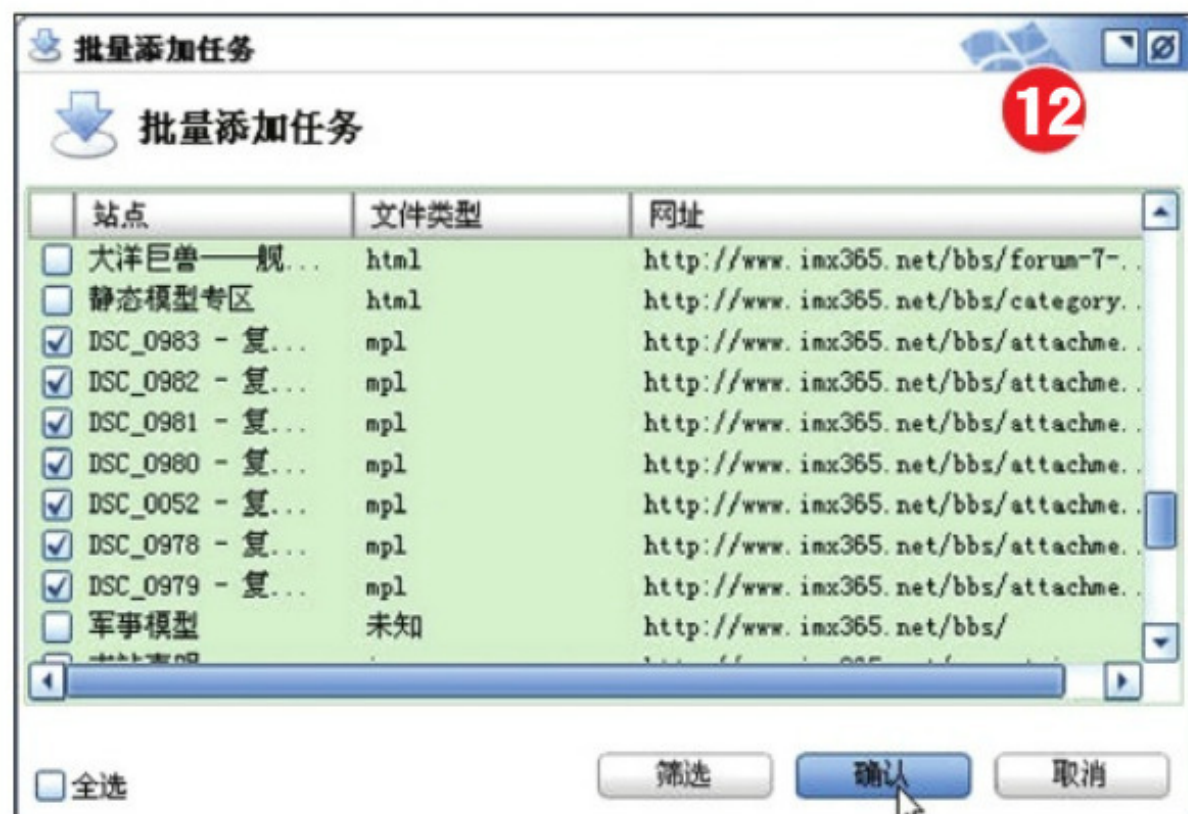 批量添加任务
12
批量添加任务
站点 文件类型 网址
大洋巨兽——舰... html http://www.imx365.net/bbs/forum-7-..
静态模型专区 html http://www.imx365.net/bbs/category..
DSC_0983 - 复... mpl http://www.imx365.net/bbs/attachme..
DSC_0982 - 复... mpl http://www.imx365.net/bbs/attachme..
DSC_0981 - 复... mpl http://www.imx365.net/bbs/attachme..
DSC_0980 - 复... mpl http://www.imx365.net/bbs/attachme..
DSC_0052 - 复... mpl http://www.imx365.net/bbs/attachme..
DSC_0978 - 复... mpl http://www.imx365.net/bbs/attachme..
DSC_0979 - 复... mpl http://www.imx365.net/bbs/attachme..
军事模型 未知 http://www.imx365.net/bbs/
全选 筛选 确认 取消